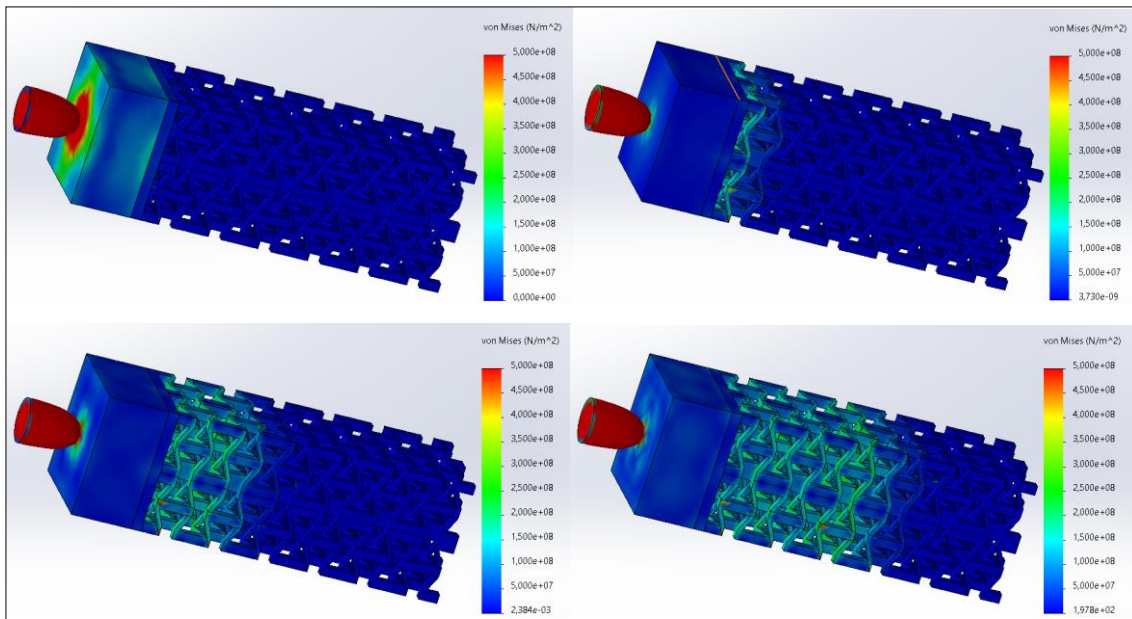 von Mises (N/m^2)
5,000e+08
4,500e+08
4,000e+08
3,500e+08
3,000e+08
2,500e+08
2,000e+08
1,500e+08
1,000e+08
5,000e+07
0,000e+00
von Mises (N/m^2)
5,000e+08
4,500e+08
4,000e+08
3,500e+08
3,000e+08
2,500e+08
2,000e+08
1,500e+08
1,000e+08
5,000e+07
3,730e-09
von Mises (N/m^2)
5,000e+08
4,500e+08
4,000e+08
3,500e+08
3,000e+08
2,500e+08
2,000e+08
1,500e+08
1,000e+08
5,000e+07
2,384e-03
von Mises (N/m^2)
5,000e+08
4,500e+08
4,000e+08
3,500e+08
3,000e+08
2,500e+08
2,000e+08
1,500e+08
1,000e+08
5,000e+07
1,978e+02